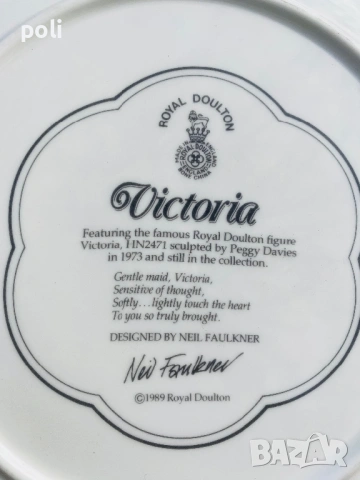 poli
ROYAL DOULTON
MADE IN ENGLAND
ROYAL DOULTON
ENGLAND
BONE CHINA
Victoria
Featuring the famous Royal Doulton figure
Victoria, HN2471 sculpted by Peggy Davies
in 1973 and still in the collection.
Gentle maid, Victoria,
Sensitive of thought,
Softly...lightly touch the heart
To you so truly brought.
DESIGNED BY NEIL FAULKNER
Neil Faulkner
©1989 Royal Doulton
BAZAR